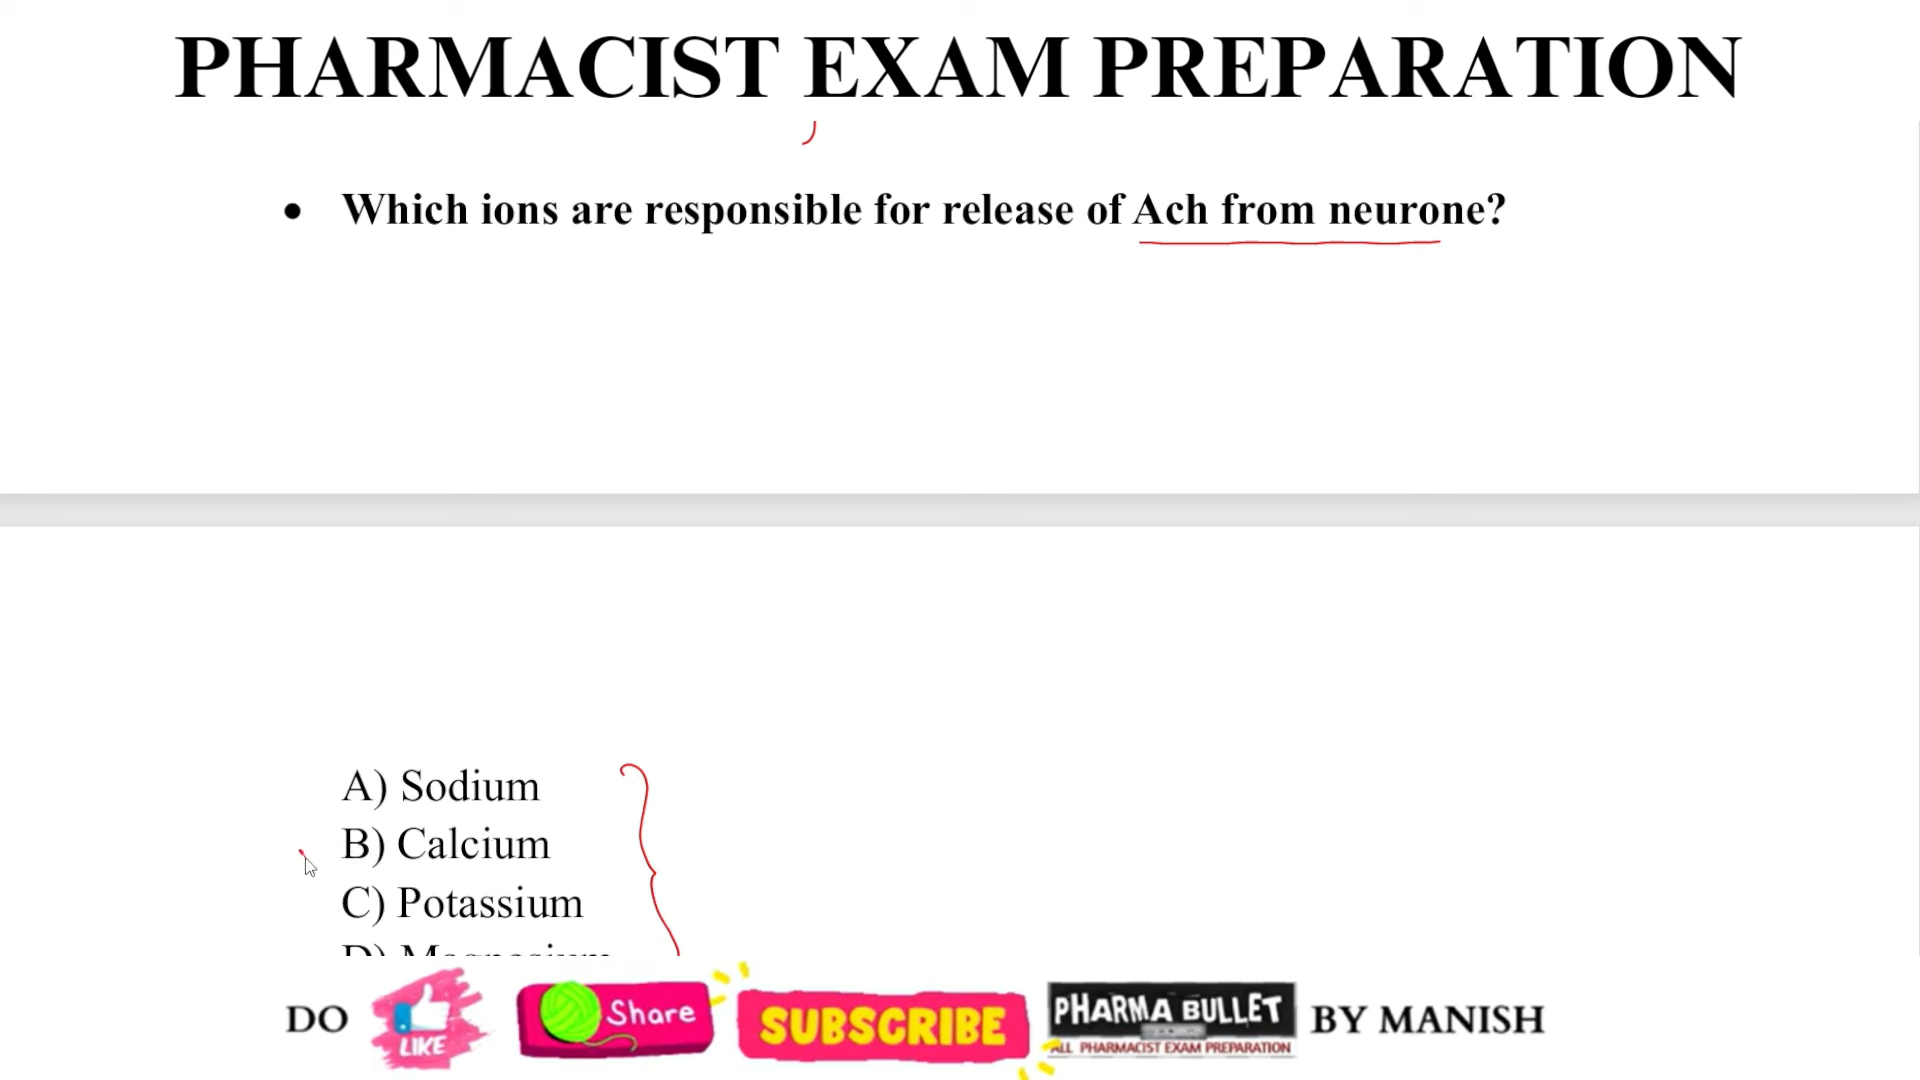 PHARMACIST EXAM PREPARATION
• Which ions are responsible for release of Ach from neurone?
A) Sodium
B) Calcium
C) Potassium
D) Magnesium
DO LIKE Share SUBSCRIBE PHARMA BULLET BY MANISH
ALL PHARMACIST EXAM PREPARATION